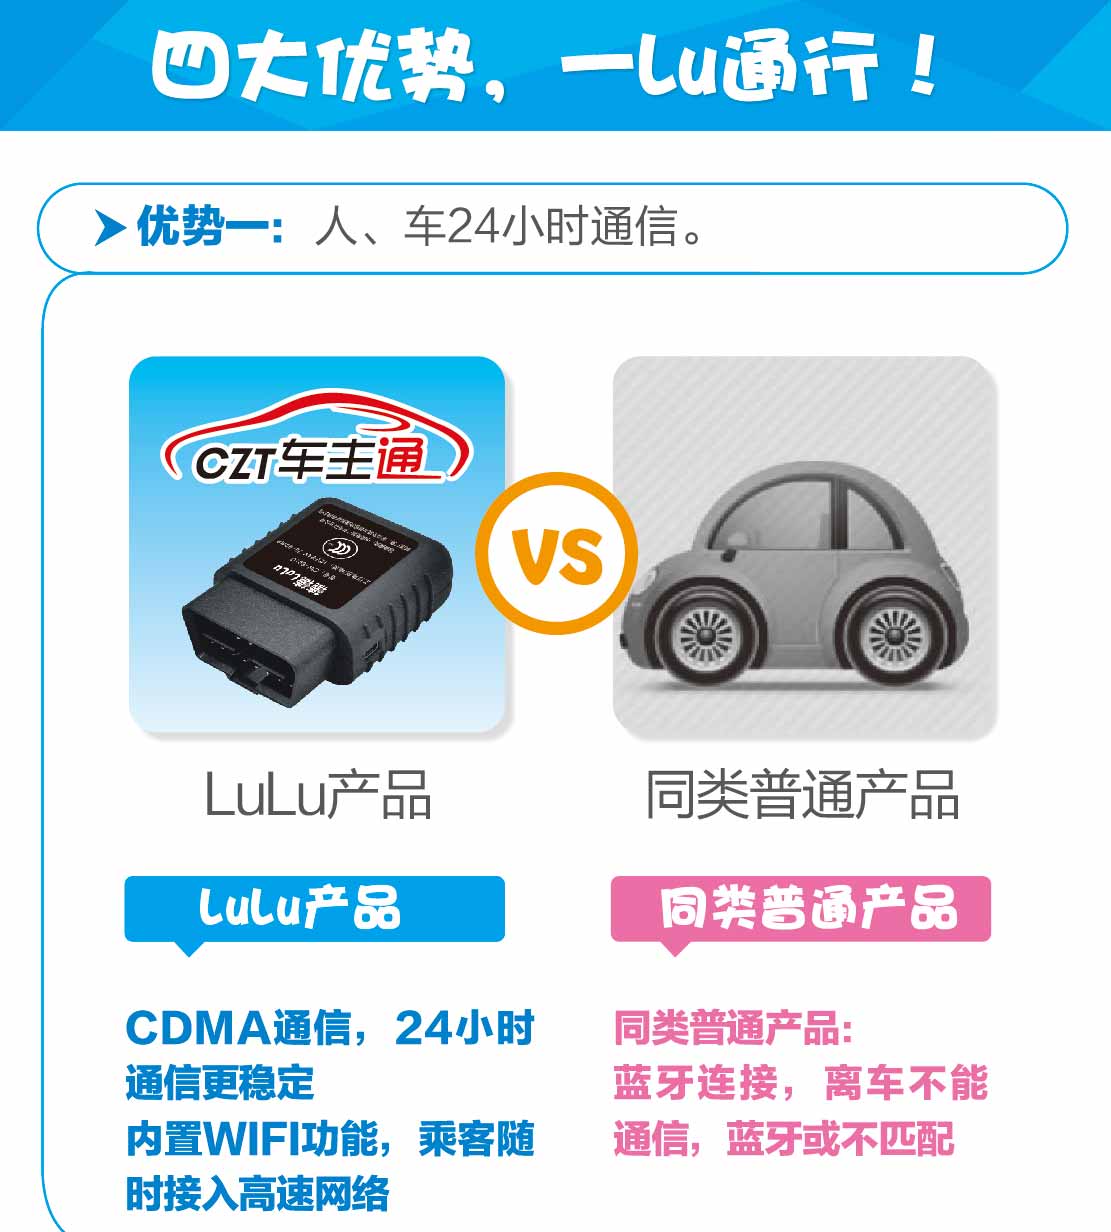 四大优势，一Lu通行！
优势一：人、车24小时通信。
CZT车主通
VS
LuLu产品
同类普通产品
LuLu产品
同类普通产品
CDMA通信，24小时
通信更稳定
内置WIFI功能，乘客随
时接入高速网络
同类普通产品：
蓝牙连接，离车不能
通信，蓝牙或不匹配